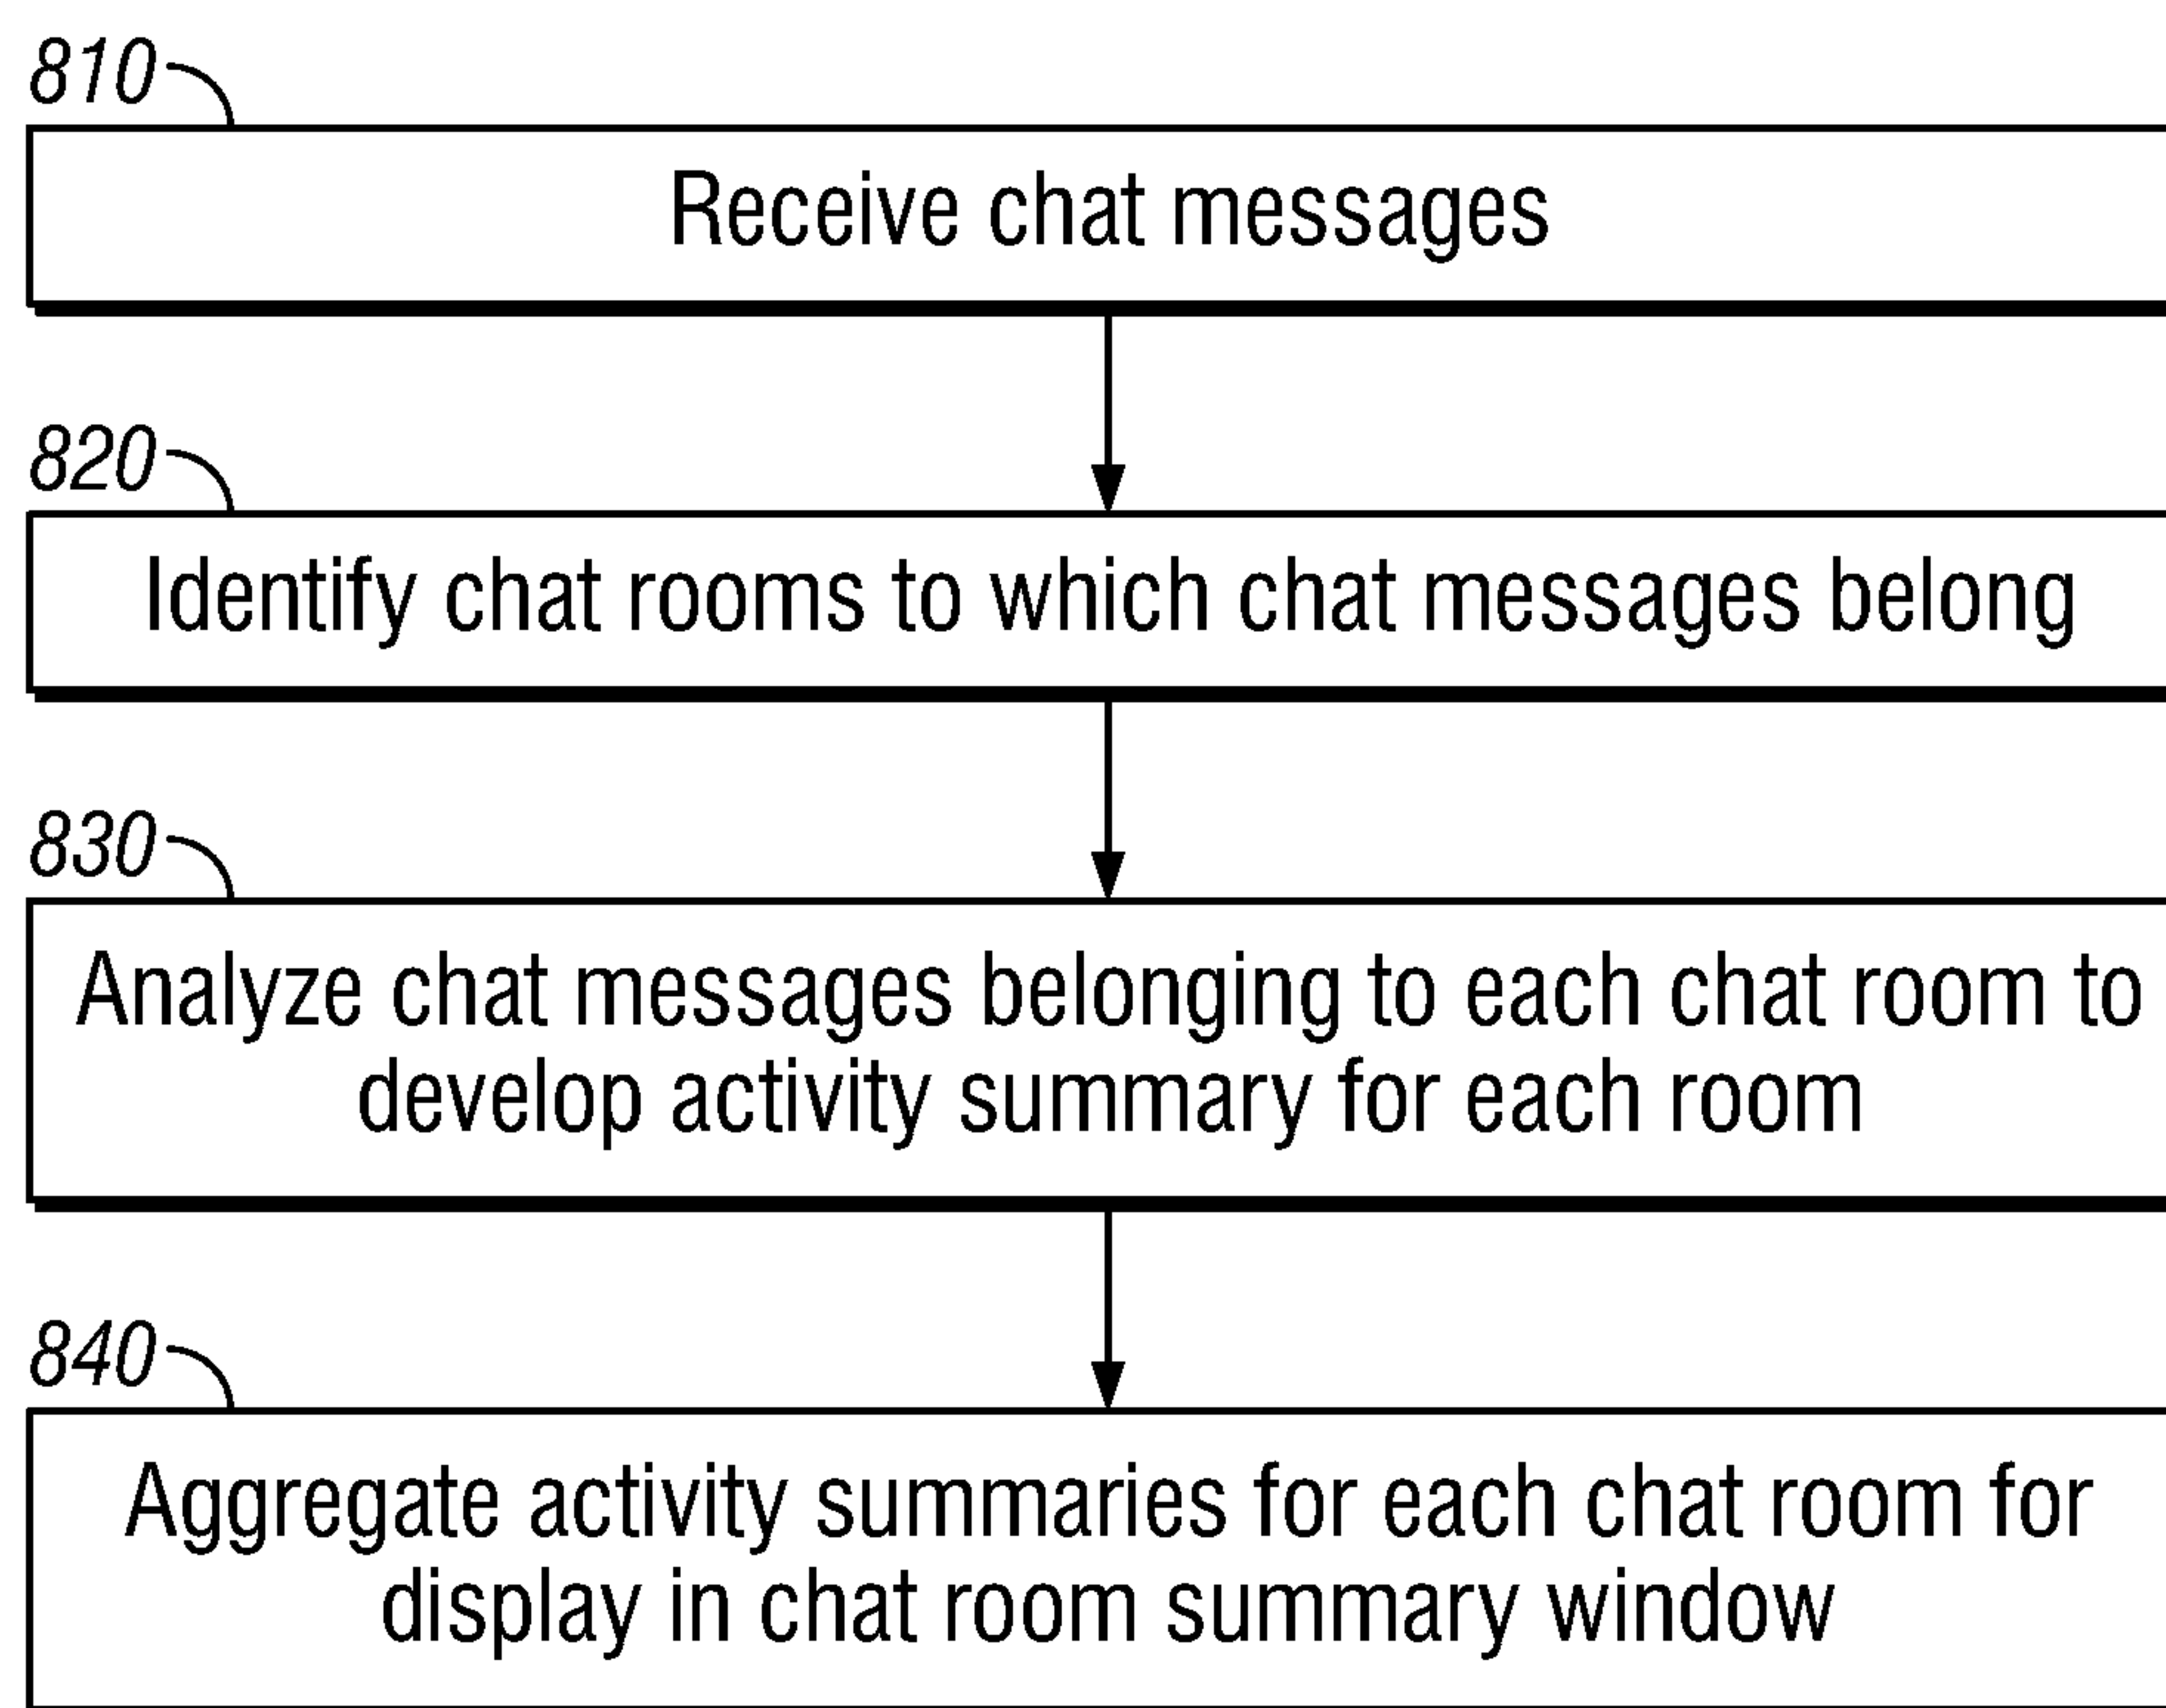 810
Receive chat messages
820
Identify chat rooms to which chat messages belong
830
Analyze chat messages belonging to each chat room to
develop activity summary for each room
840
Aggregate activity summaries for each chat room for
display in chat room summary window